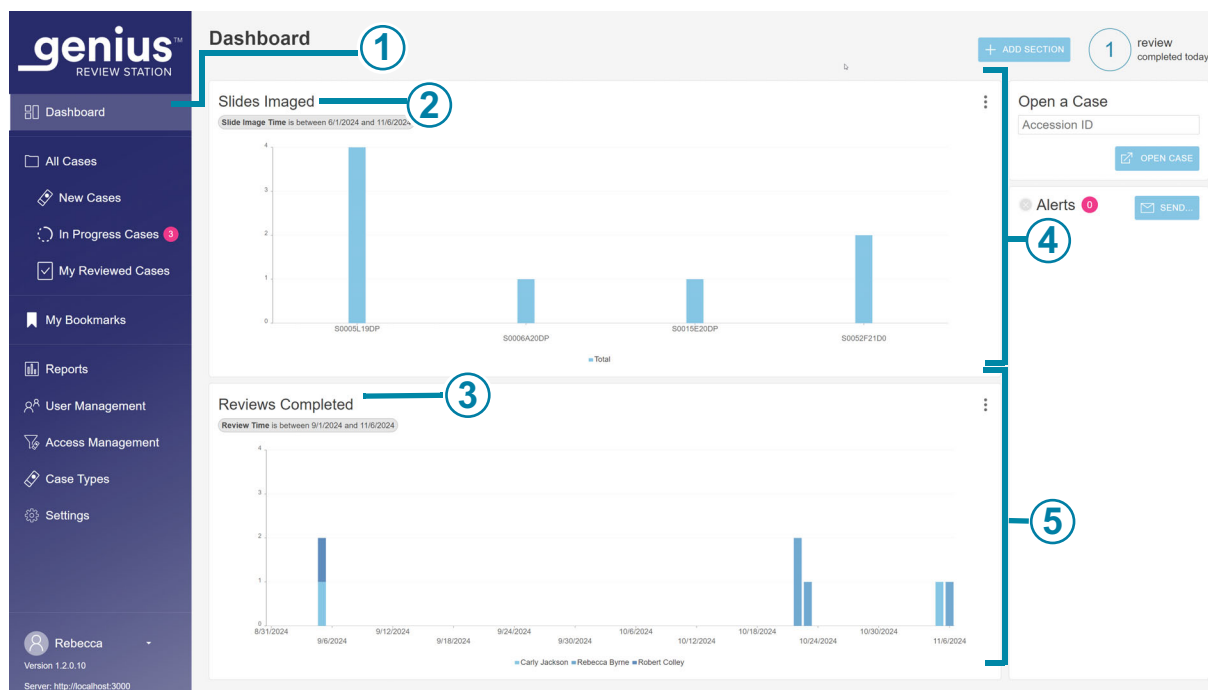 genius™
REVIEW STATION
Dashboard
All Cases
New Cases
In Progress Cases 3
My Reviewed Cases
My Bookmarks
Reports
User Management
Access Management
Case Types
Settings
Rebecca
Version 1.2.0.10
Server: http://localhost:3000
Dashboard
1
+ ADD SECTION
1
review
completed today
Slides Imaged
2
Slide Image Time is between 6/1/2024 and 11/6/2024
4
3
2
1
0
S0005L19DP
S0006A20DP
S0015E20DP
S0052F21D0
Total
4
Reviews Completed
3
Review Time is between 9/1/2024 and 11/6/2024
4
3
2
1
0
8/31/2024
9/6/2024
9/12/2024
9/18/2024
9/24/2024
9/30/2024
10/6/2024
10/12/2024
10/18/2024
10/24/2024
10/30/2024
11/6/2024
Carly Jackson Rebecca Byrne Robert Colley
5
Open a Case
Accession ID
OPEN CASE
Alerts 0
SEND...